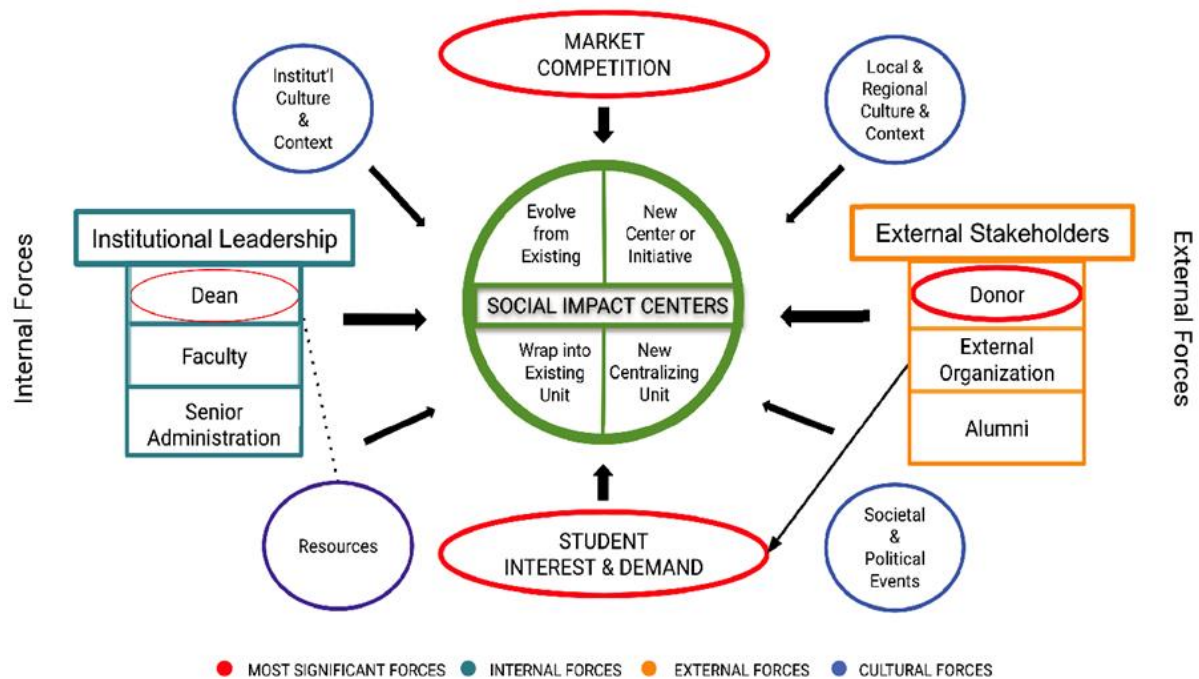 MARKET
COMPETITION
Institut'l
Culture
&
Context
Local &
Regional
Culture &
Context
Internal Forces
Institutional Leadership
Dean
Faculty
Senior
Administration
Evolve
from
Existing
New
Center or
Initiative
SOCIAL IMPACT CENTERS
Wrap into
Existing
Unit
New
Centralizing
Unit
External Stakeholders
Donor
External
Organization
Alumni
External Forces
Resources
STUDENT
INTEREST & DEMAND
Societal
&
Political
Events
MOST SIGNIFICANT FORCES
INTERNAL FORCES
EXTERNAL FORCES
CULTURAL FORCES